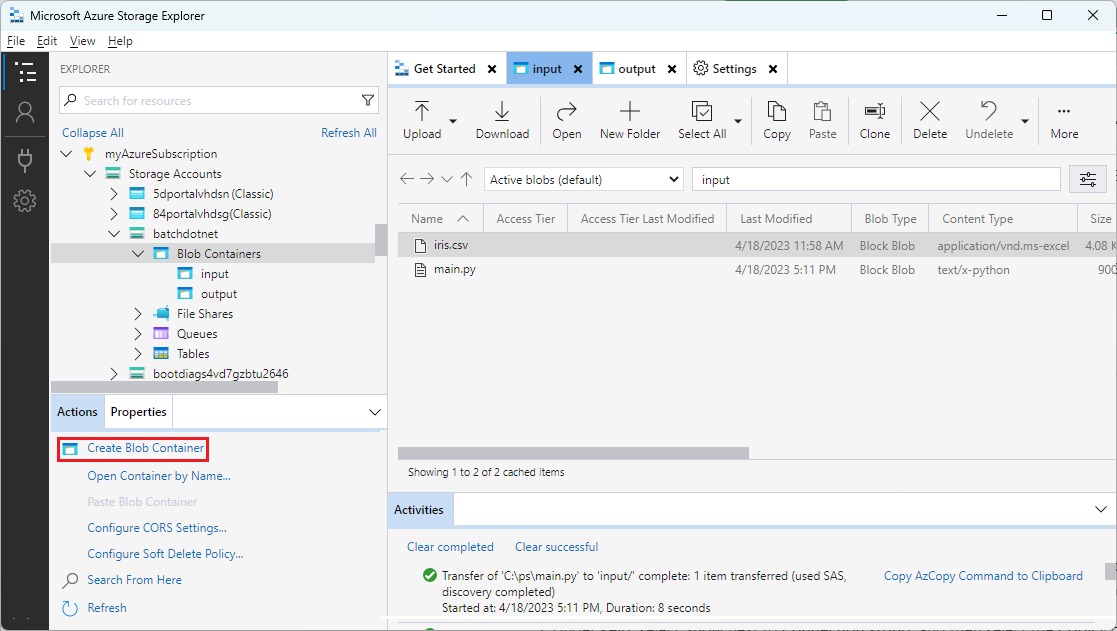 Microsoft Azure Storage Explorer
File Edit View Help
EXPLORER
Search for resources
Collapse All Refresh All
myAzureSubscription
Storage Accounts
5dportalvhdsn (Classic)
84portalvhdsg(Classic)
batchdotnet
Blob Containers
input
output
File Shares
Queues
Tables
bootdiags4vd7gzbtu2646
Actions Properties
Create Blob Container
Open Container by Name...
Paste Blob Container
Configure CORS Settings...
Configure Soft Delete Policy...
Search From Here
Refresh
Get Started input output Settings
Upload Download Open New Folder Select All Copy Paste Clone Delete Undelete More
Active blobs (default) input
Name Access Tier Access Tier Last Modified Last Modified Blob Type Content Type Size
iris.csv 4/18/2023 11:58 AM Block Blob application/vnd.ms-excel 4.08
main.py 4/18/2023 5:11 PM Block Blob text/x-python 900
Showing 1 to 2 of 2 cached items
Activities
Clear completed Clear successful
Transfer of 'C:\ps\main.py' to 'input/' complete: 1 item transferred (used SAS,
discovery completed)
Started at: 4/18/2023 5:11 PM, Duration: 8 seconds
Copy AzCopy Command to Clipboard